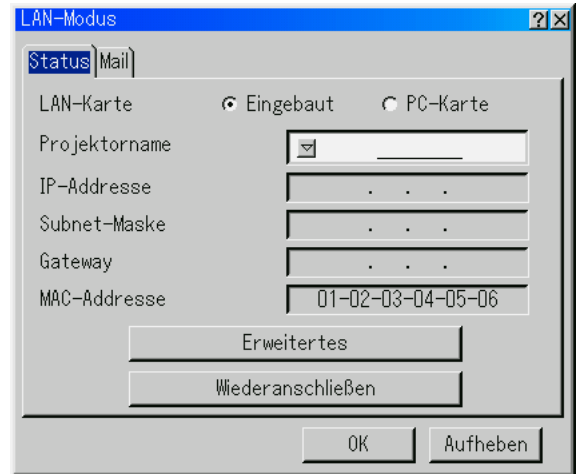 LAN-Modus
Status Mail
LAN-Karte Eingebaut PC-Karte
Projektorname
IP-Addresse . . .
Subnet-Maske . . .
Gateway . . .
MAC-Addresse 01-02-03-04-05-06
Erweitertes
Wiederanschließen
OK Aufheben